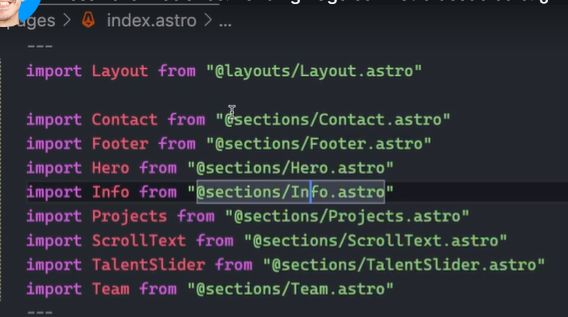 pages > index.astro > ...
---
import Layout from "@layouts/Layout.astro"
import Contact from "@sections/Contact.astro"
import Footer from "@sections/Footer.astro"
import Hero from "@sections/Hero.astro"
import Info from "@sections/Info.astro"
import Projects from "@sections/Projects.astro"
import ScrollText from "@sections/ScrollText.astro"
import TalentSlider from "@sections/TalentSlider.astro"
import Team from "@sections/Team.astro"
---